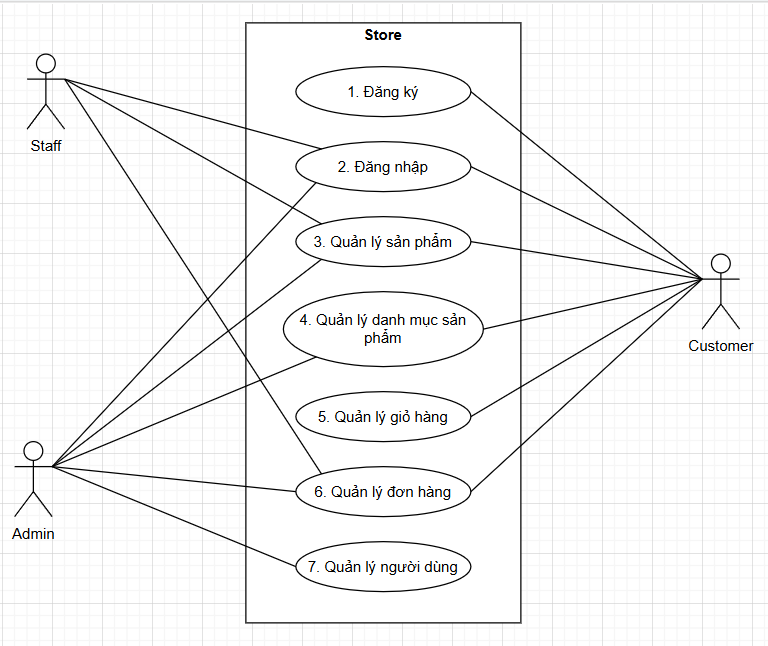 Store
Staff
1. Đăng ký
2. Đăng nhập
3. Quản lý sản phẩm
4. Quản lý danh mục sản
phẩm
5. Quản lý giỏ hàng
6. Quản lý đơn hàng
7. Quản lý người dùng
Customer
Admin